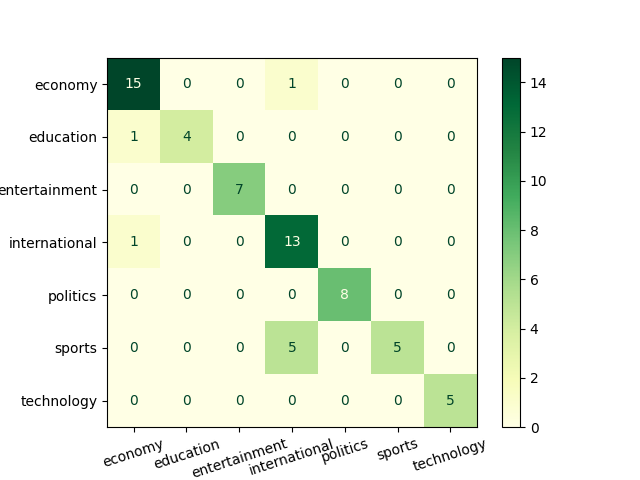 economy 15 0 0 1 0 0 0
education 1 4 0 0 0 0 0
entertainment 0 0 7 0 0 0 0
international 1 0 0 13 0 0 0
politics 0 0 0 0 8 0 0
sports 0 0 0 5 0 5 0
technology 0 0 0 0 0 0 5
economy education entertainment international politics sports technology
14
12
10
8
6
4
2
0